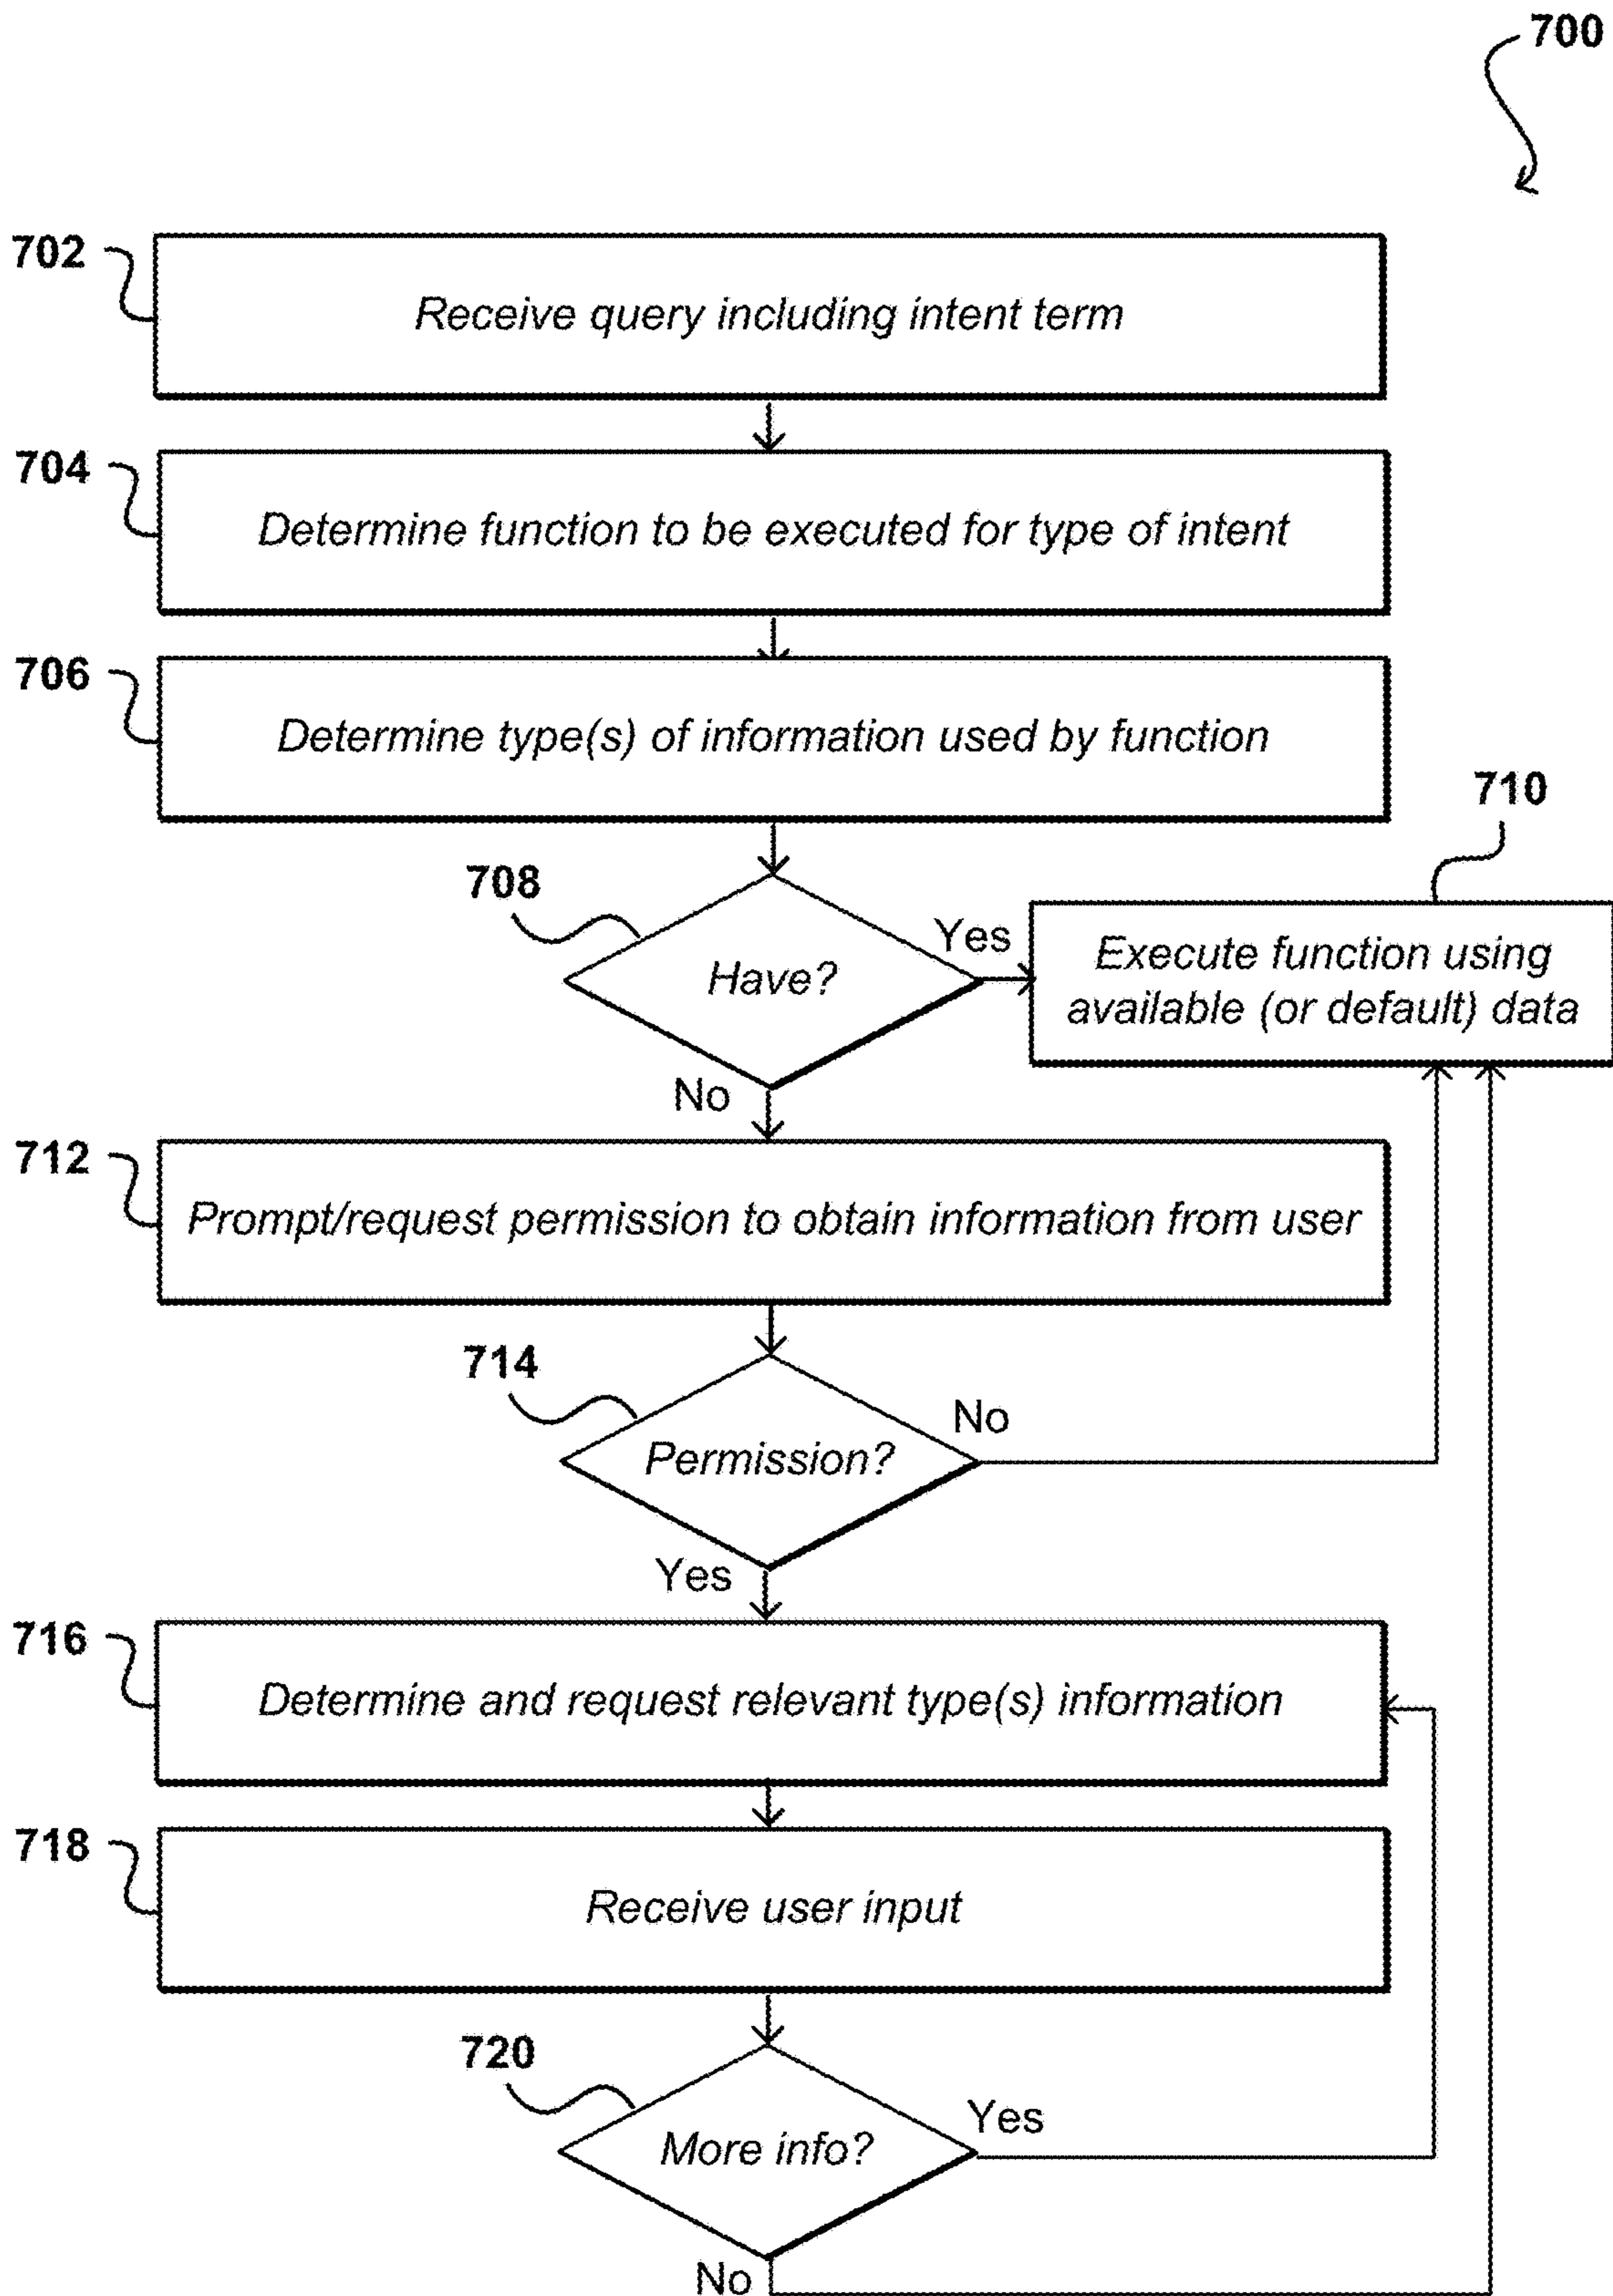 700
702
Receive query including intent term
704
Determine function to be executed for type of intent
706
Determine type(s) of information used by function
710
708
Yes
Have?
Execute function using
available (or default) data
No
712
Prompt/request permission to obtain information from user
714
No
Permission?
Yes
716
Determine and request relevant type(s) information
718
Receive user input
720
Yes
More info?
No